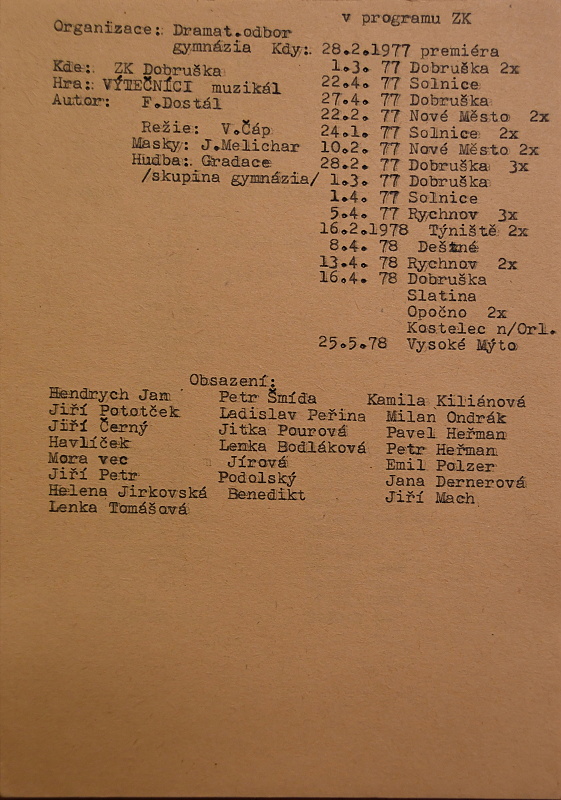 v programu ZK
Organizace: Dramat.odbor
gymnázia Kdy: 28.2.1977 premiéra
Kde: ZK Dobruška 1.3. 77 Dobruška 2x
Hra: VÝTEČNÍCI muzikál 22.4. 77 Solnice
Autor: F.Dostál 27.4. 77 Dobruška
22.2. 77 Nové Město 2x
Režie: V.Čáp 24.1. 77 Solnice 2x
Masky: J.Melichar 10.2. 77 Nové Město 2x
Hudba: Gradace 28.2. 77 Dobruška 3x
/skupina gymnázia/ 1.3. 77 Dobruška
1.4. 77 Solnice
5.4. 77 Rychnov 3x
16.2.1978 Týniště 2x
8.4. 78 Deštné
13.4. 78 Rychnov 2x
16.4. 78 Dobruška
Slatina
Opočno 2x
Kostelec n/Orl.
25.5.78 Vysoké Mýto
Obsazení:
Hendrych Jan Petr Šmída Kamila Kiliánová
Jiří Pototček Ladislav Peřina Milan Ondrák
Jiří Černý Jitka Pourová Pavel Heřman
Havlíček Lenka Bodláková Petr Heřman
Mora vec Jírová Emil Polzer
Jiří Petr Podolský Jana Dernerová
Helena Jirkovská Benedikt Jiří Mach
Lenka Tomášová